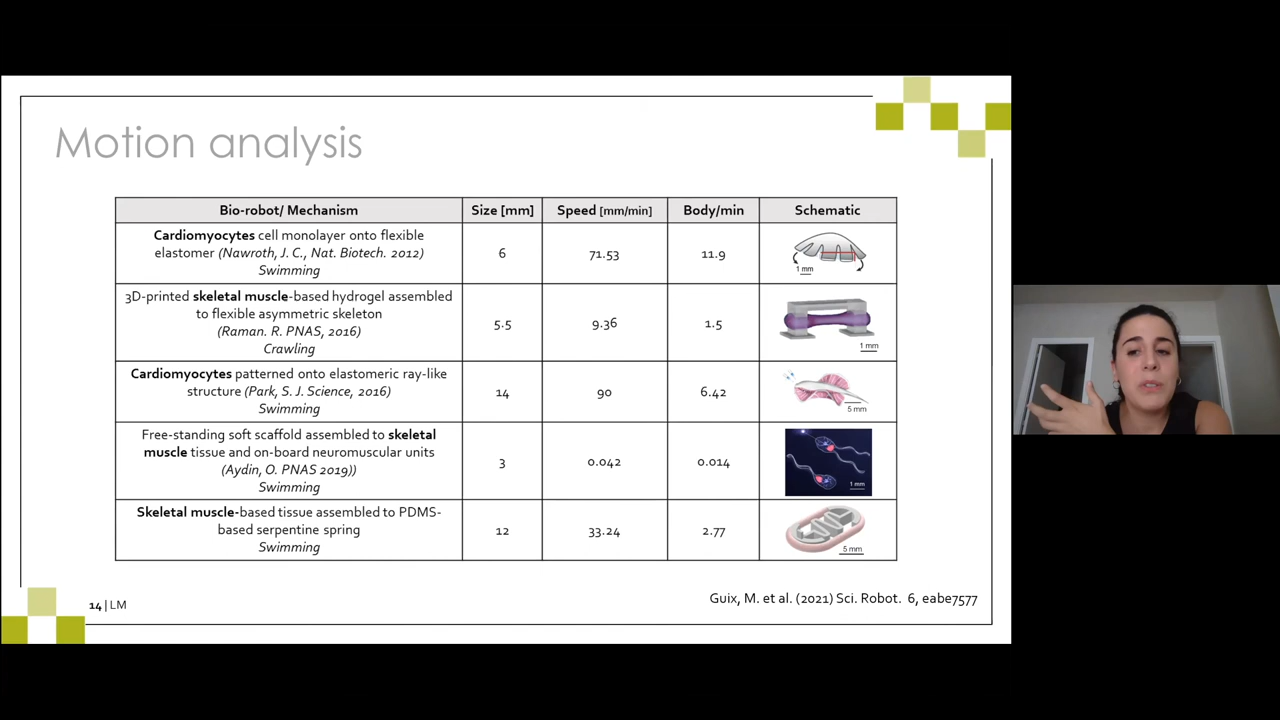 Motion analysis
Bio-robot/ Mechanism Size [mm] Speed [mm/min] Body/min Schematic
Cardiomyocytes cell monolayer onto flexible
elastomer (Nawroth, J. C., Nat. Biotech. 2012)
Swimming
6 71.53 11.9
1 mm
3D-printed skeletal muscle-based hydrogel assembled
to flexible asymmetric skeleton
(Raman. R. PNAS, 2016)
Crawling
5.5 9.36 1.5
1 mm
Cardiomyocytes patterned onto elastomeric ray-like
structure (Park, S. J. Science, 2016)
Swimming
14 90 6.42
5 mm
Free-standing soft scaffold assembled to skeletal
muscle tissue and on-board neuromuscular units
(Aydin, O. PNAS 2019))
Swimming
3 0.042 0.014
1 mm
Skeletal muscle-based tissue assembled to PDMS-
based serpentine spring
Swimming
12 33.24 2.77
5 mm
Guix, M. et al. (2021) Sci. Robot. 6, eabe7577
14 | LM